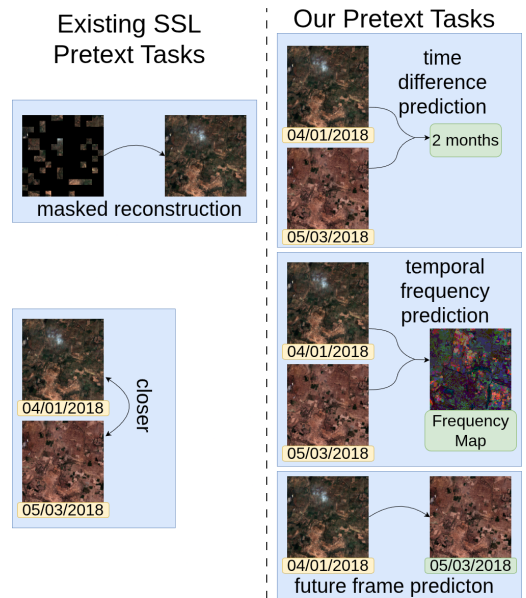 Existing SSL
Pretext Tasks
masked reconstruction
04/01/2018
closer
05/03/2018
Our Pretext Tasks
time
difference
prediction
04/01/2018
2 months
05/03/2018
temporal
frequency
prediction
04/01/2018
05/03/2018
Frequency
Map
04/01/2018
05/03/2018
future frame predicton